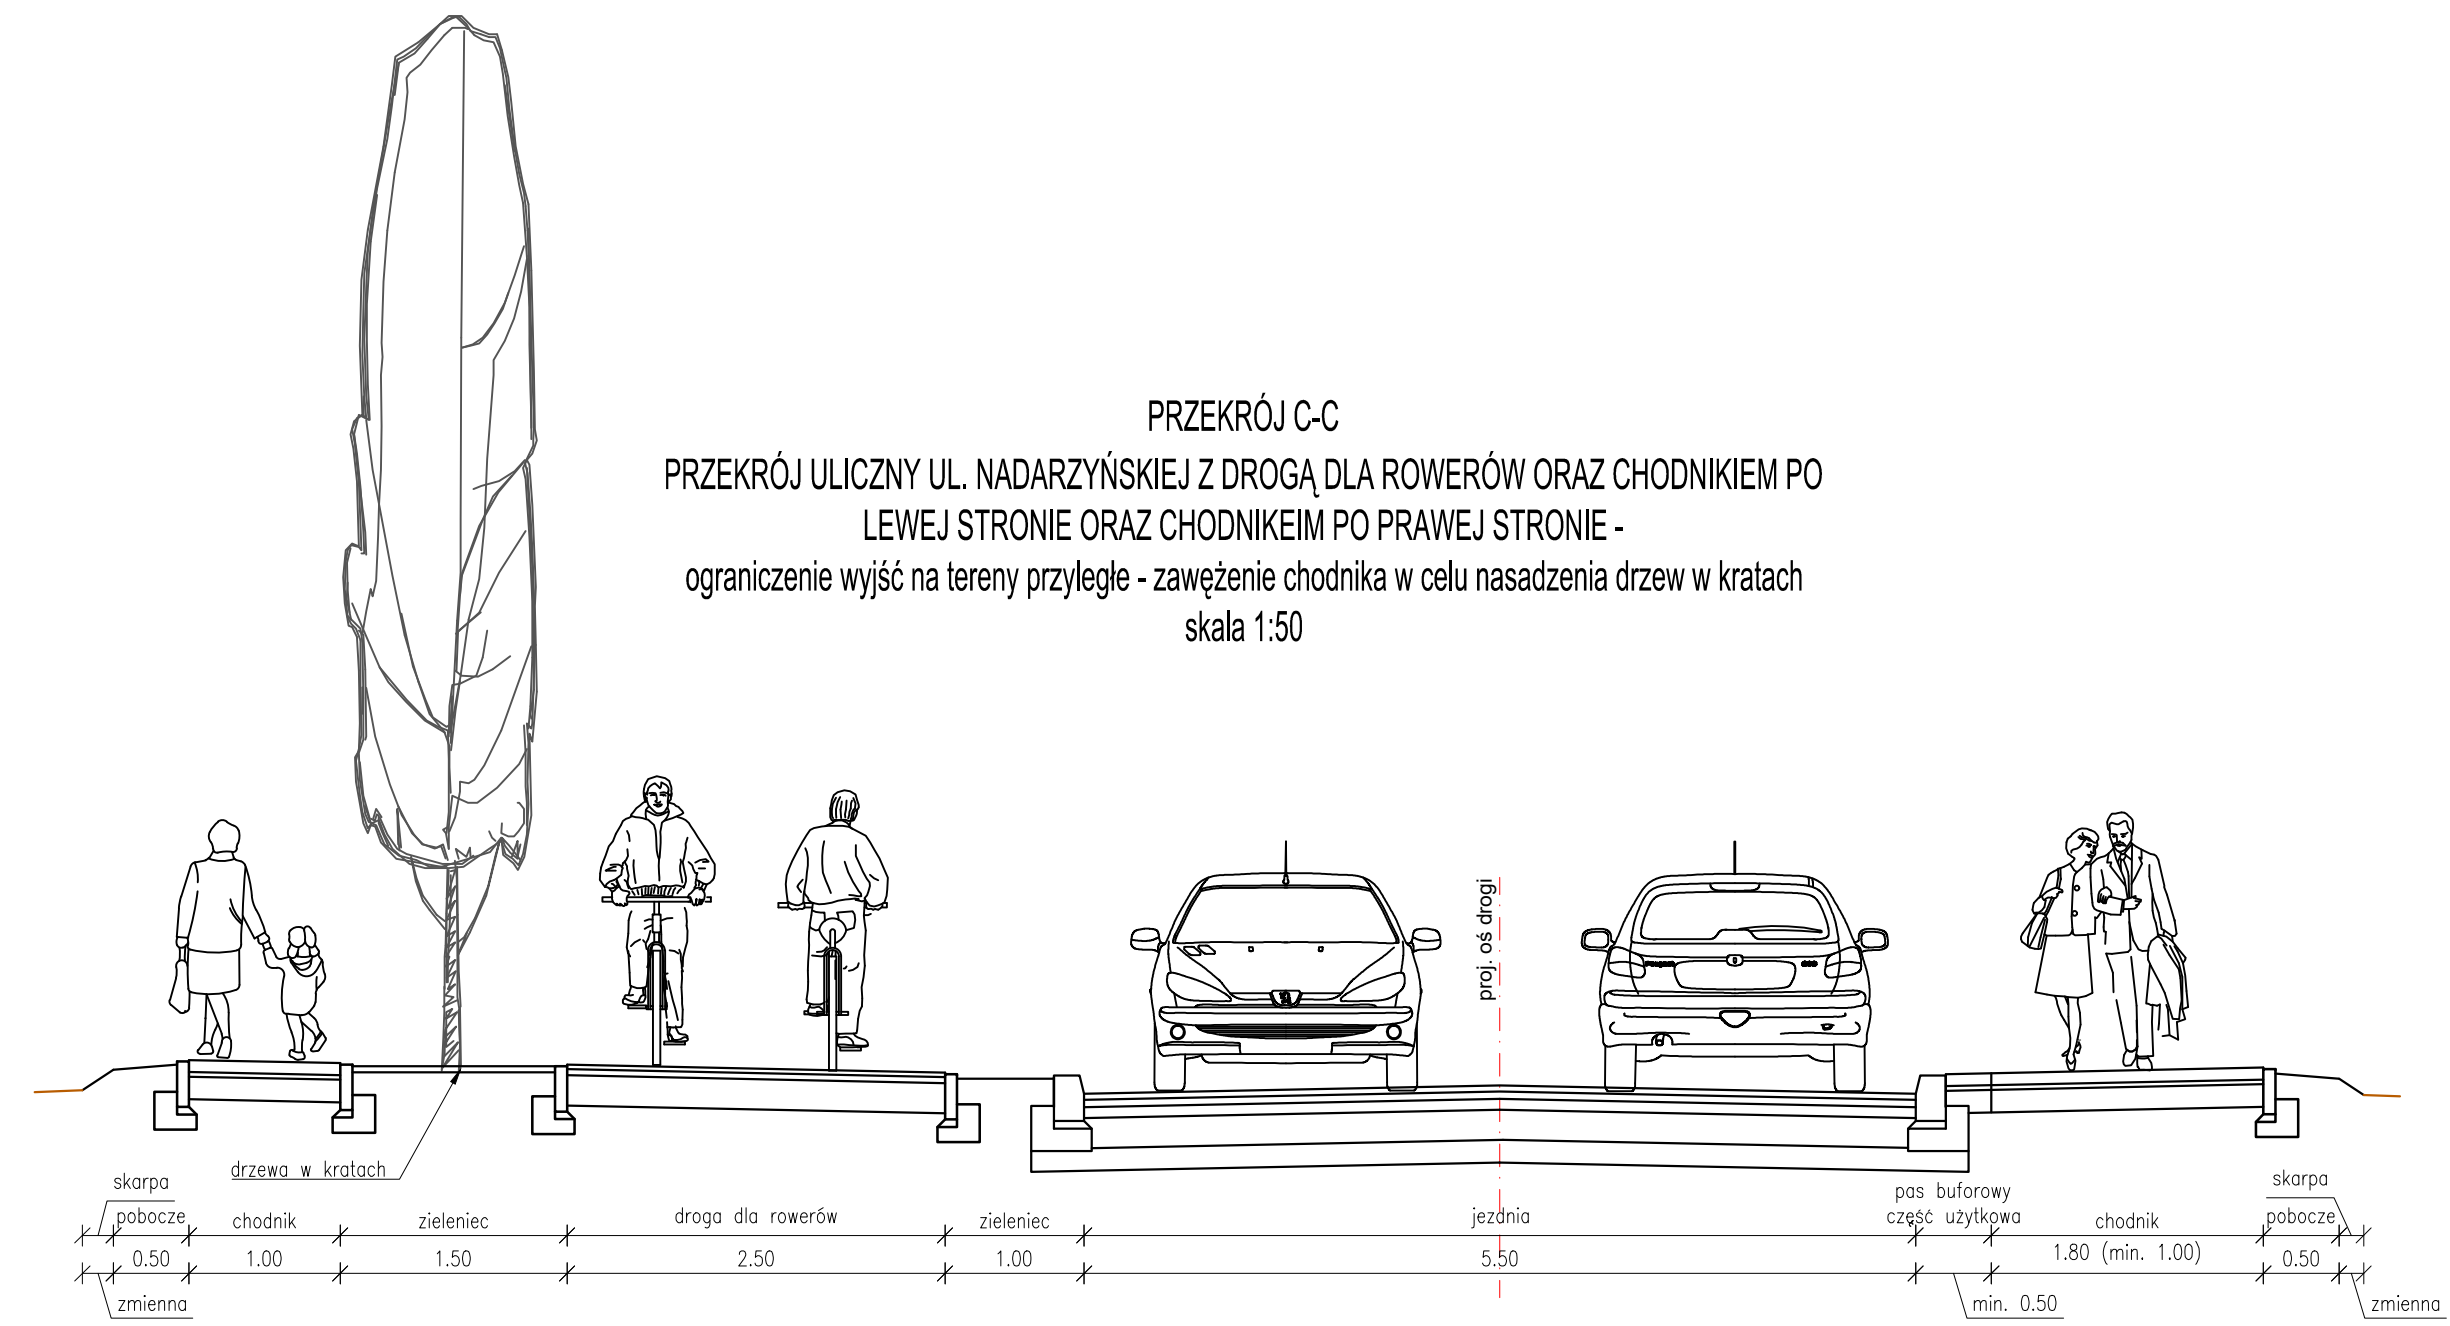 PRZEKRÓJ C-C
PRZEKRÓJ ULICZNY UL. NADARZYŃSKIEJ Z DROGĄ DLA ROWERÓW ORAZ CHODNIKIEM PO
LEWEJ STRONIE ORAZ CHODNIKEIM PO PRAWEJ STRONIE -
ograniczenie wyjść na tereny przyległe - zawężenie chodnika w celu nasadzenia drzew w kratach
skala 1:50
proj. oś drogi
drzewa w kratach
skarpa
pobocze
chodnik
zieleniec
droga dla rowerów
zieleniec
jezdnia
pas buforowy
część użytkowa
chodnik
skarpa
pobocze
0.50
1.00
1.50
2.50
1.00
5.50
1.80 (min. 1.00)
0.50
zmienna
min. 0.50
zmienna